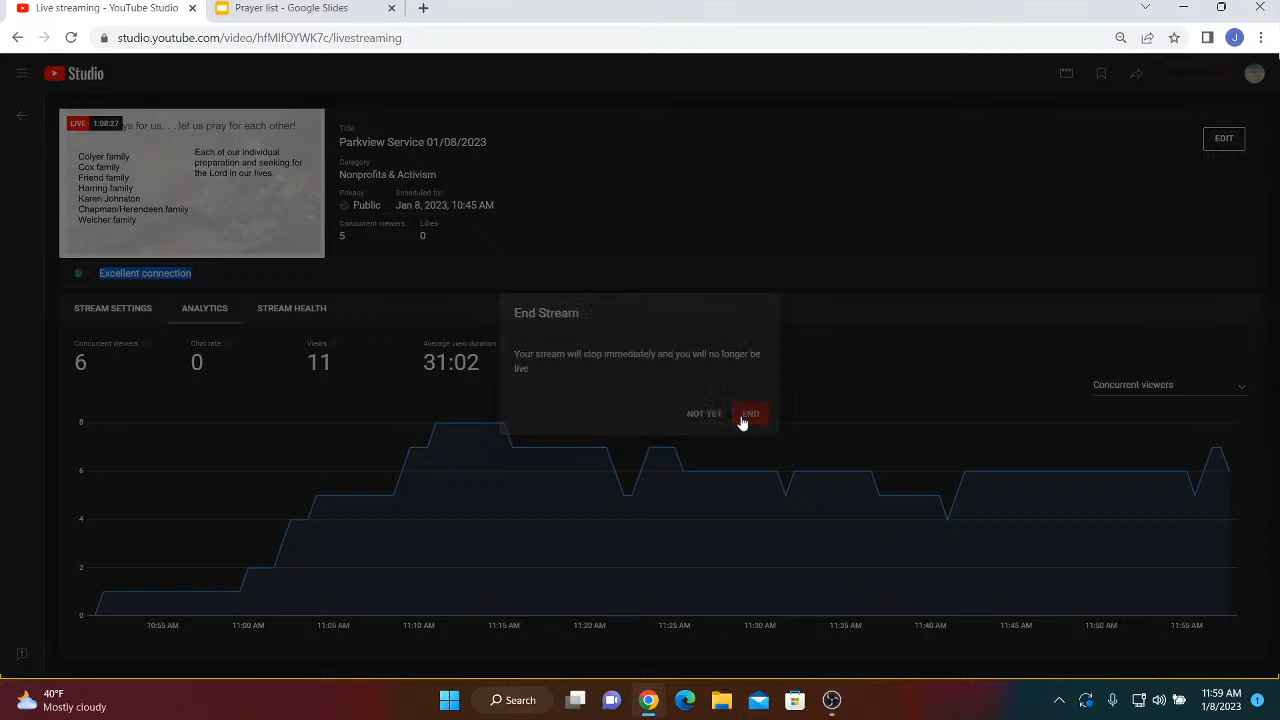 Live streaming - YouTube Studio
Prayer list - Google Slides
studio.youtube.com/video/hfMlfOYWK7c/livestreaming
J
Studio
LIVE 1:08:27 ys for us. . . let us pray for each other!
Colyer family
Cox family
Friend family
Harring family
Karen Johnston
Chapman/Herendeen family
Welcher family
Each of our individual
preparation and seeking for
the Lord in our lives.
Excellent connection
Title
Parkview Service 01/08/2023
Category
Nonprofits & Activism
Privacy
Public
Scheduled for
Jan 8, 2023, 10:45 AM
Concurrent viewers
5
Likes
0
EDIT
STREAM SETTINGS
ANALYTICS
STREAM HEALTH
Concurrent viewers
6
Chat rate
0
Views
11
Average view duration
31:02
End Stream
Your stream will stop immediately and you will no longer be
live
NOT YET
END
Concurrent viewers
8
6
4
2
0
10:55 AM
11:00 AM
11:05 AM
11:10 AM
11:15 AM
11:20 AM
11:25 AM
11:30 AM
11:35 AM
11:40 AM
11:45 AM
11:50 AM
11:55 AM
40°F
Mostly cloudy
Search
11:59 AM
1/8/2023
1